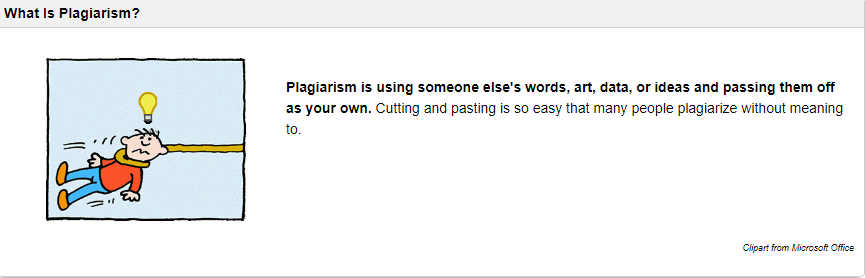 What Is Plagiarism?
Plagiarism is using someone else's words, art, data, or ideas and passing them off
as your own. Cutting and pasting is so easy that many people plagiarize without meaning
to.
Clipart from Microsoft Office